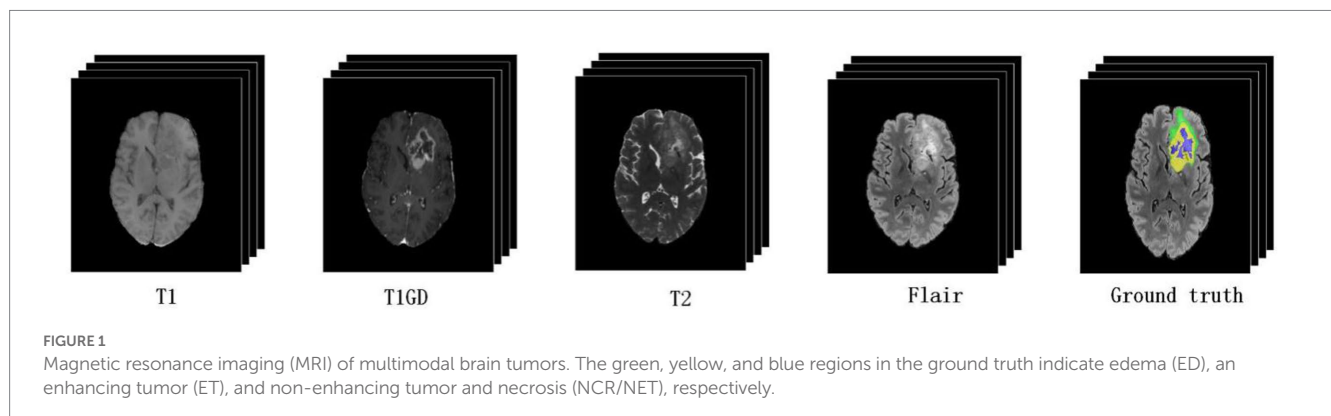 T1
T1GD
T2
Flair
Ground truth
FIGURE 1
Magnetic resonance imaging (MRI) of multimodal brain tumors. The green, yellow, and blue regions in the ground truth indicate edema (ED), an
enhancing tumor (ET), and non-enhancing tumor and necrosis (NCR/NET), respectively.